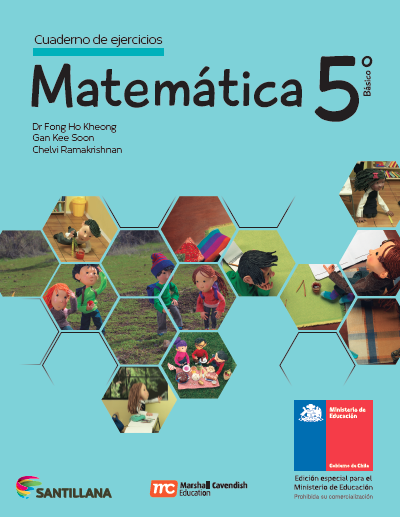 Cuaderno de ejercicios
Matemática 5º
Básico
Dr Fong Ho Kheong
Gan Kee Soon
Chelvi Ramakrishnan
Ministerio de
Educación
Gobierno de Chile
SANTILLANA
mc Marshall Cavendish
Education
Edición especial para el
Ministerio de Educación
Prohibida su comercialización